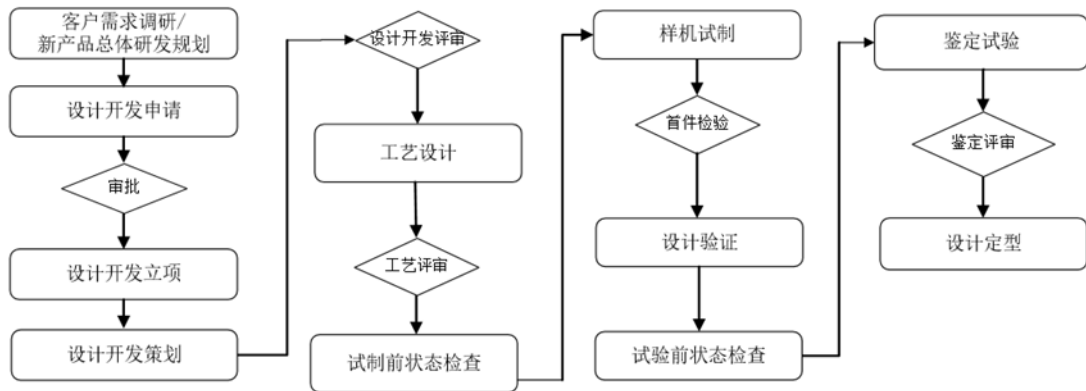 客户需求调研/
新产品总体研发规划
设计开发申请
审批
设计开发立项
设计开发策划
设计开发评审
工艺设计
工艺评审
试制前状态检查
样机试制
首件检验
设计验证
试验前状态检查
鉴定试验
鉴定评审
设计定型